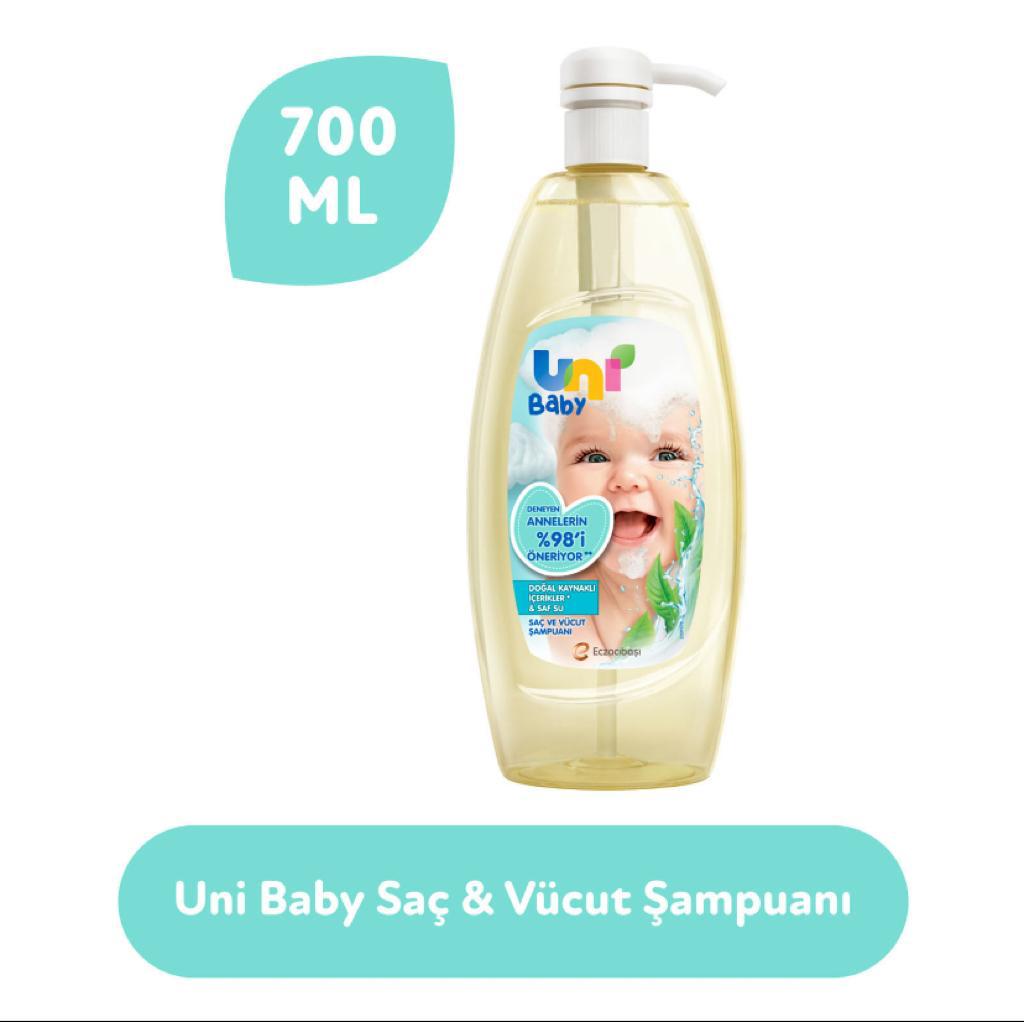 700
ML
Uni
Baby
DENEYEN
ANNELERİN
%98'i
ÖNERİYOR**
DOĞAL KAYNAKLI
İÇERİKLER *
& SAF SU
SAÇ VE VÜCUT
ŞAMPUANI
Eczacıbaşı
Uni Baby Saç & Vücut Şampuanı